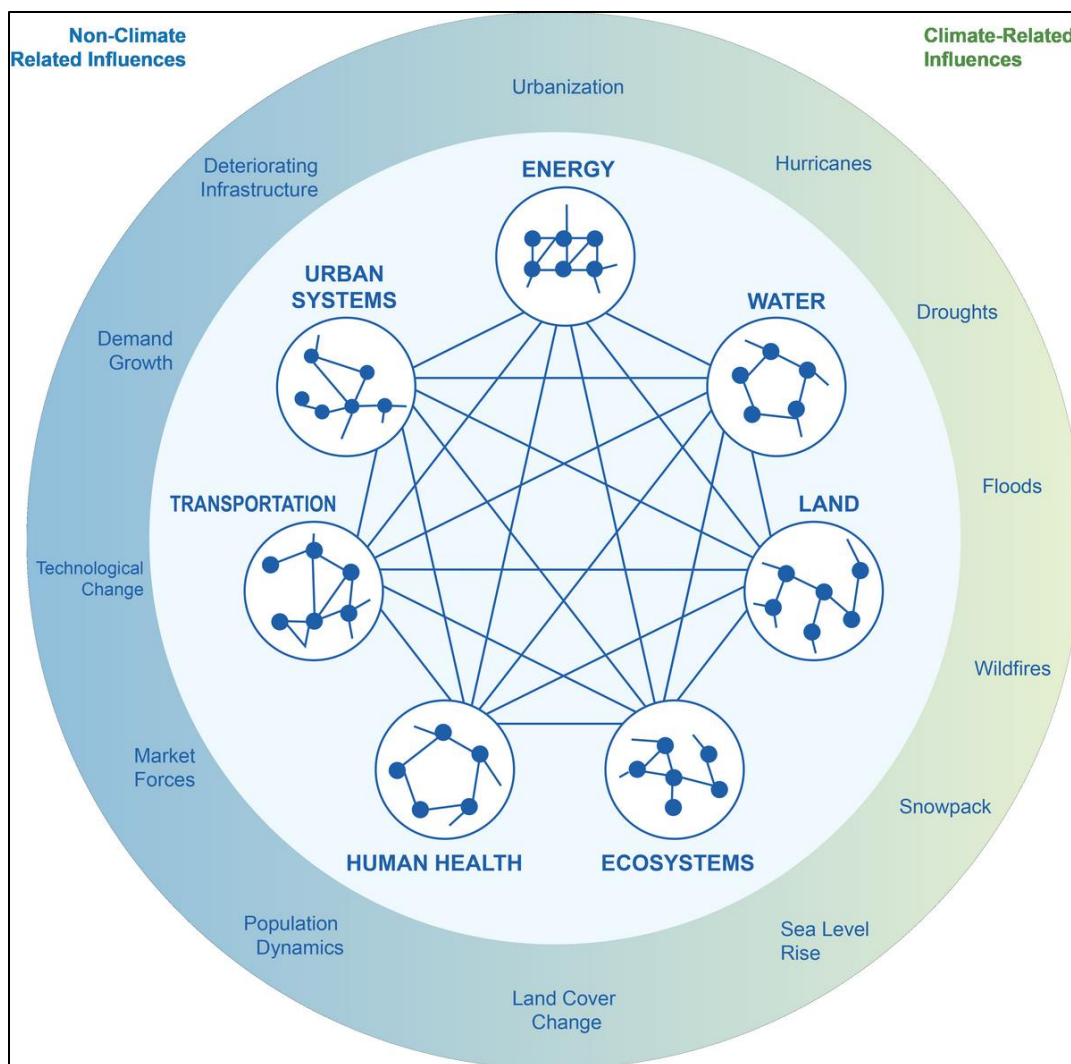 Non-Climate
Related Influences
Climate-Related
Influences
Urbanization
Deteriorating
Infrastructure
Hurricanes
ENERGY
URBAN
SYSTEMS
WATER
Droughts
Demand
Growth
TRANSPORTATION
LAND
Floods
Technological
Change
Wildfires
Market
Forces
Snowpack
HUMAN HEALTH
ECOSYSTEMS
Population
Dynamics
Sea Level
Rise
Land Cover
Change